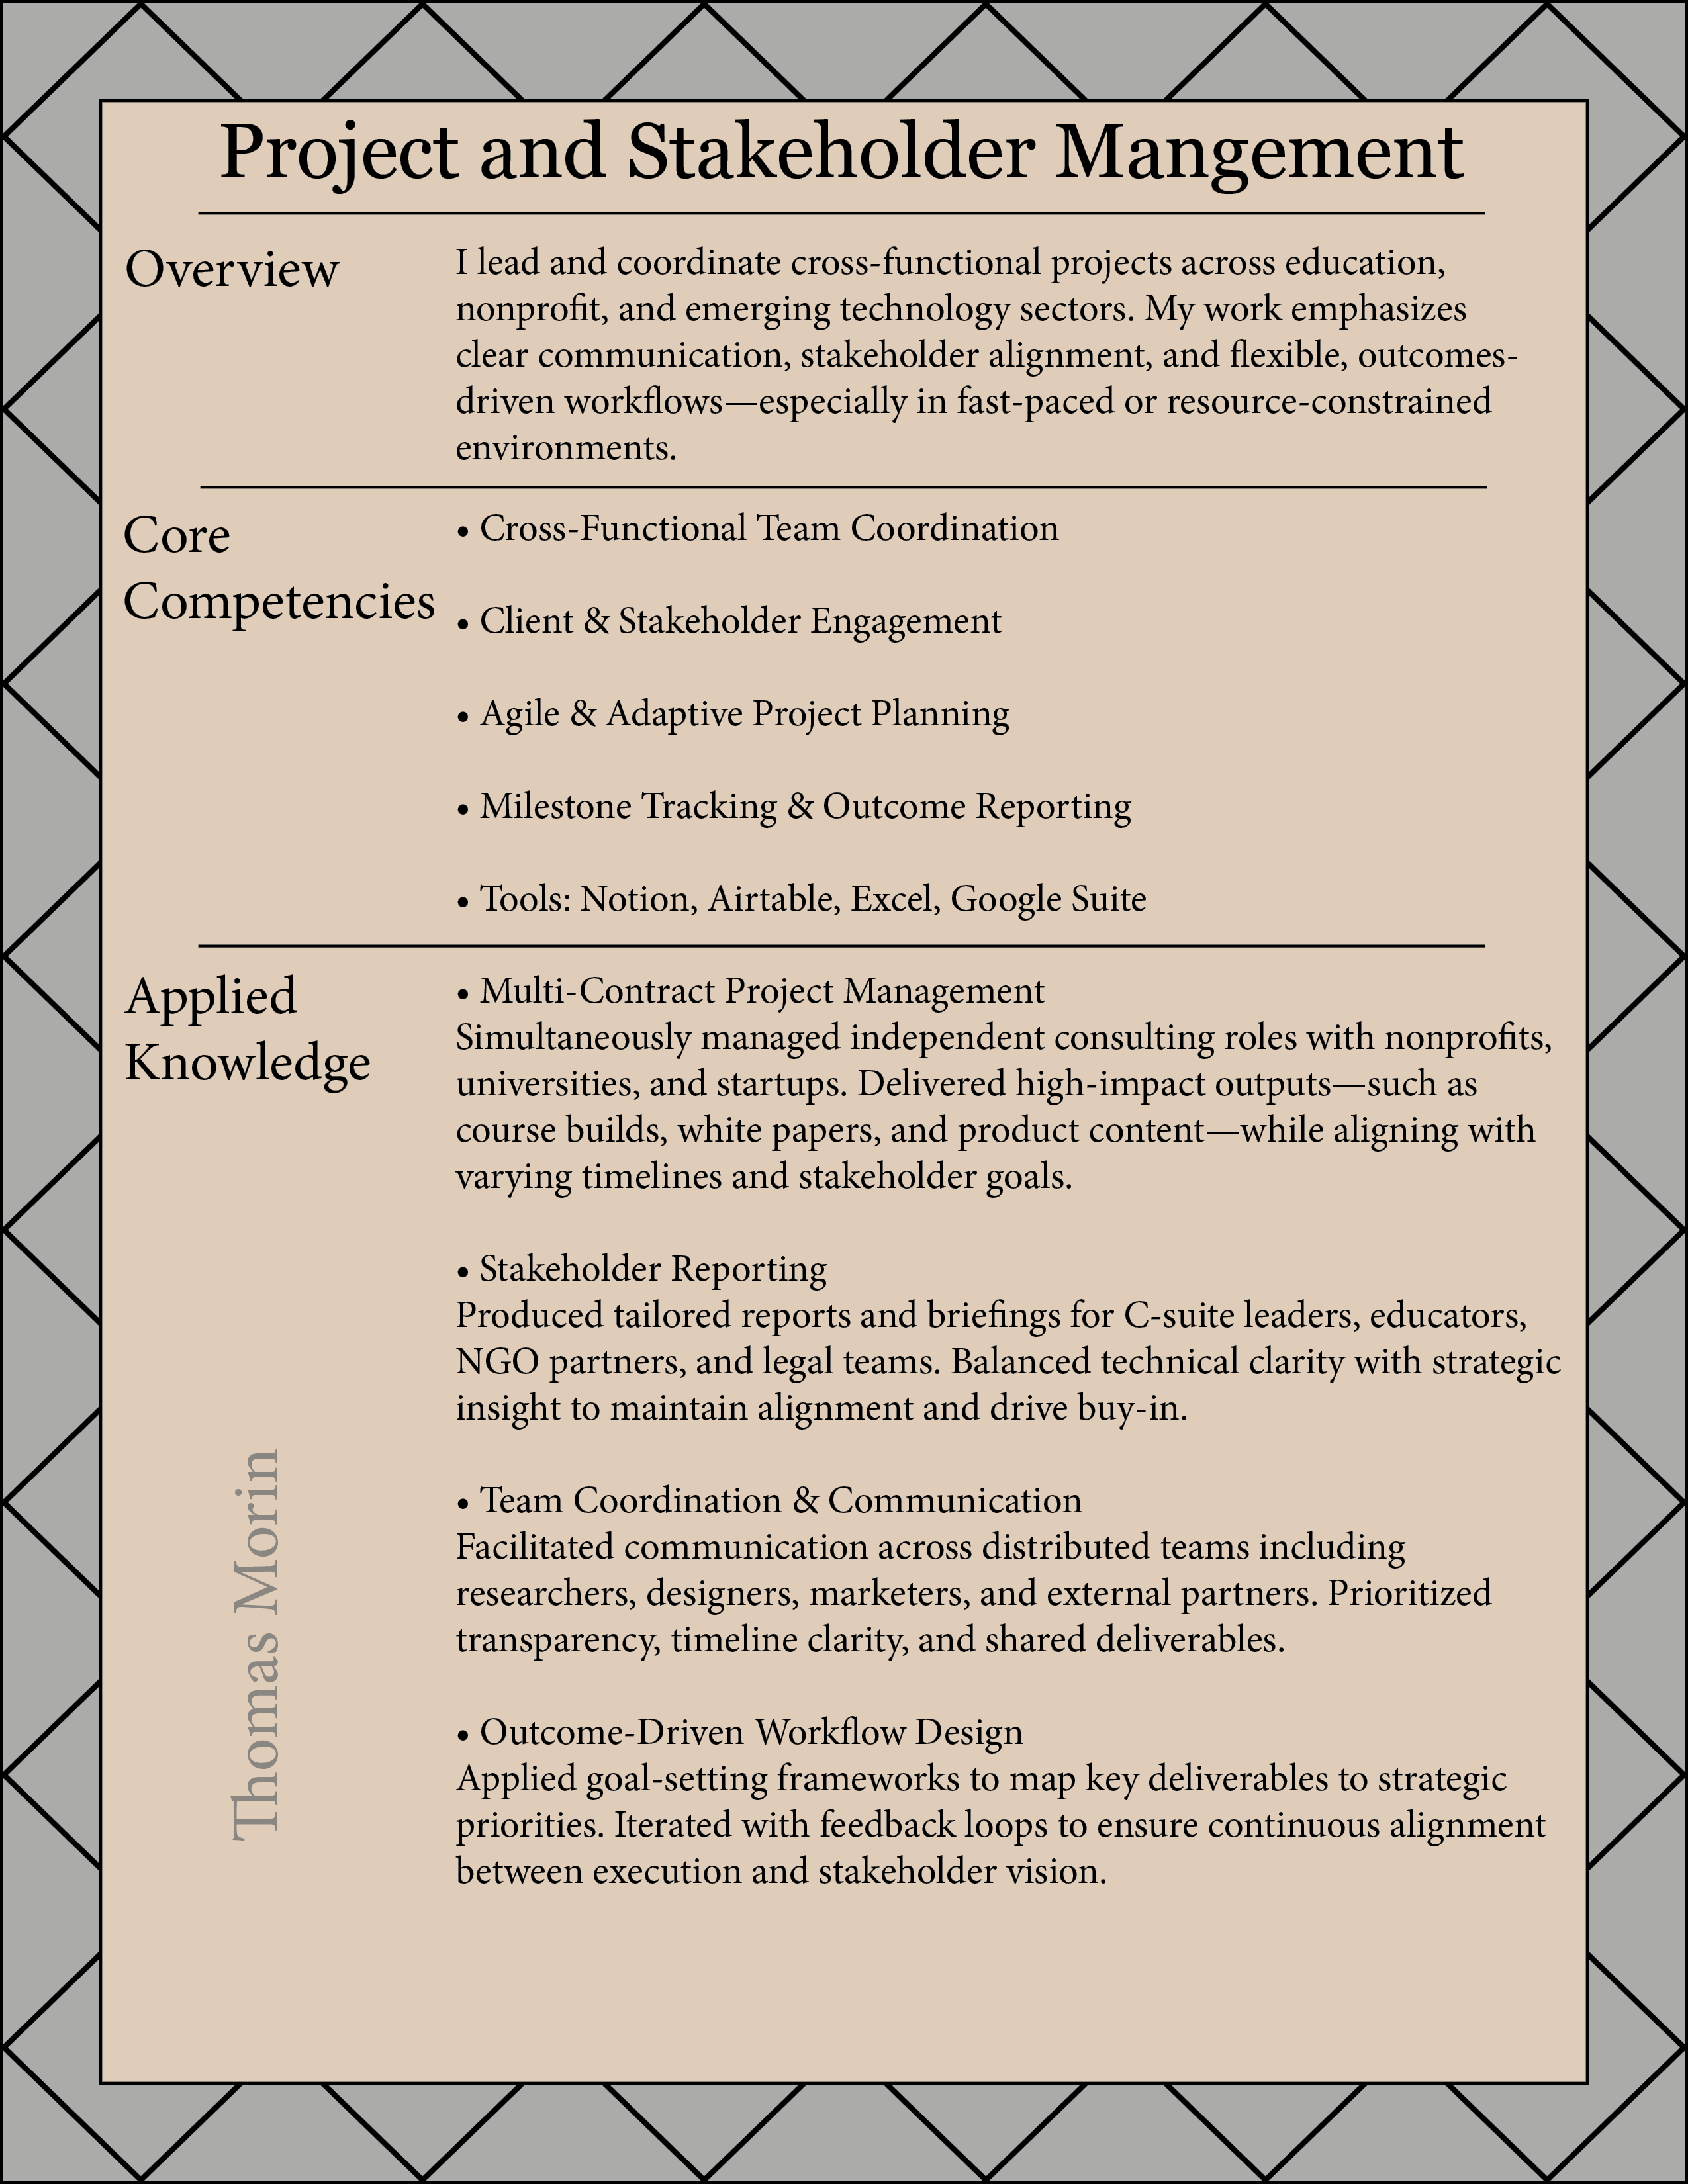 Project and Stakeholder Mangement
Overview
I lead and coordinate cross-functional projects across education,
nonprofit, and emerging technology sectors. My work emphasizes
clear communication, stakeholder alignment, and flexible, outcomes-
driven workflows—especially in fast-paced or resource-constrained
environments.
Core
Competencies
• Cross-Functional Team Coordination
• Client & Stakeholder Engagement
• Agile & Adaptive Project Planning
• Milestone Tracking & Outcome Reporting
• Tools: Notion, Airtable, Excel, Google Suite
Applied
Knowledge
• Multi-Contract Project Management
Simultaneously managed independent consulting roles with nonprofits,
universities, and startups. Delivered high-impact outputs—such as
course builds, white papers, and product content—while aligning with
varying timelines and stakeholder goals.
• Stakeholder Reporting
Produced tailored reports and briefings for C-suite leaders, educators,
NGO partners, and legal teams. Balanced technical clarity with strategic
insight to maintain alignment and drive buy-in.
• Team Coordination & Communication
Facilitated communication across distributed teams including
researchers, designers, marketers, and external partners. Prioritized
transparency, timeline clarity, and shared deliverables.
• Outcome-Driven Workflow Design
Applied goal-setting frameworks to map key deliverables to strategic
priorities. Iterated with feedback loops to ensure continuous alignment
between execution and stakeholder vision.
Thomas Morin